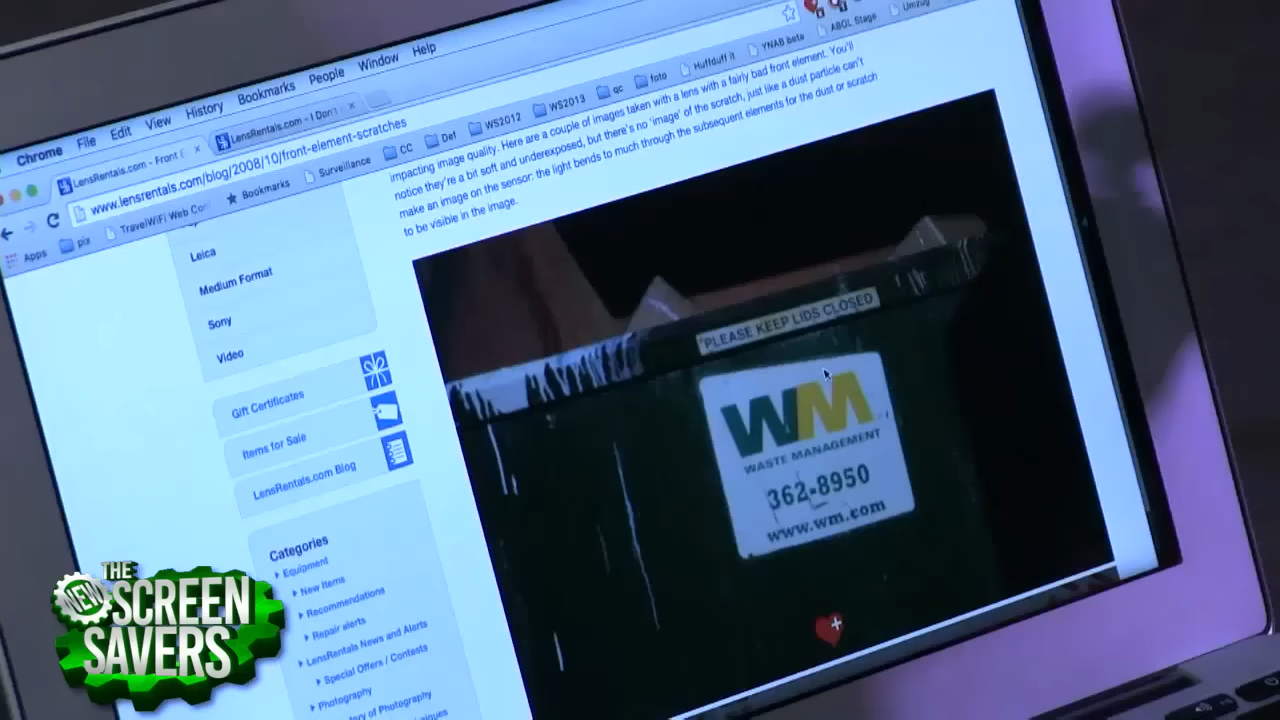 Chrome File Edit View History Bookmarks People Window Help
LensRentals.com - Front
LensRentals.com - I Don't
www.lensrentals.com/blog/2008/10/front-element-scratches
Apps pix TravelWiFi Web Co Bookmarks Surveillance CC Def WS2012 WS2013 qc foto Huffduff it YNAB beta ABOL Stage Umzug
impacting image quality. Here are a couple of images taken with a lens with a fairly bad front element. You'll
notice they're a bit soft and underexposed, but there's no 'image' of the scratch, just like a dust particle can't
make an image on the sensor: the light bends to much through the subsequent elements for the dust or scratch
to be visible in the image.
Leica
Medium Format
Sony
Video
Gift Certificates
Items for Sale
LensRentals.com Blog
Categories
Equipment
New Items
Recommendations
Repair alerts
LensRentals News and Alerts
Special Offers / Contests
Photography
of Photography
"PLEASE KEEP LIDS CLOSED
WM
WASTE MANAGEMENT
362-8950
www.wm.com
THE
NEW
SCREEN
SAVERS